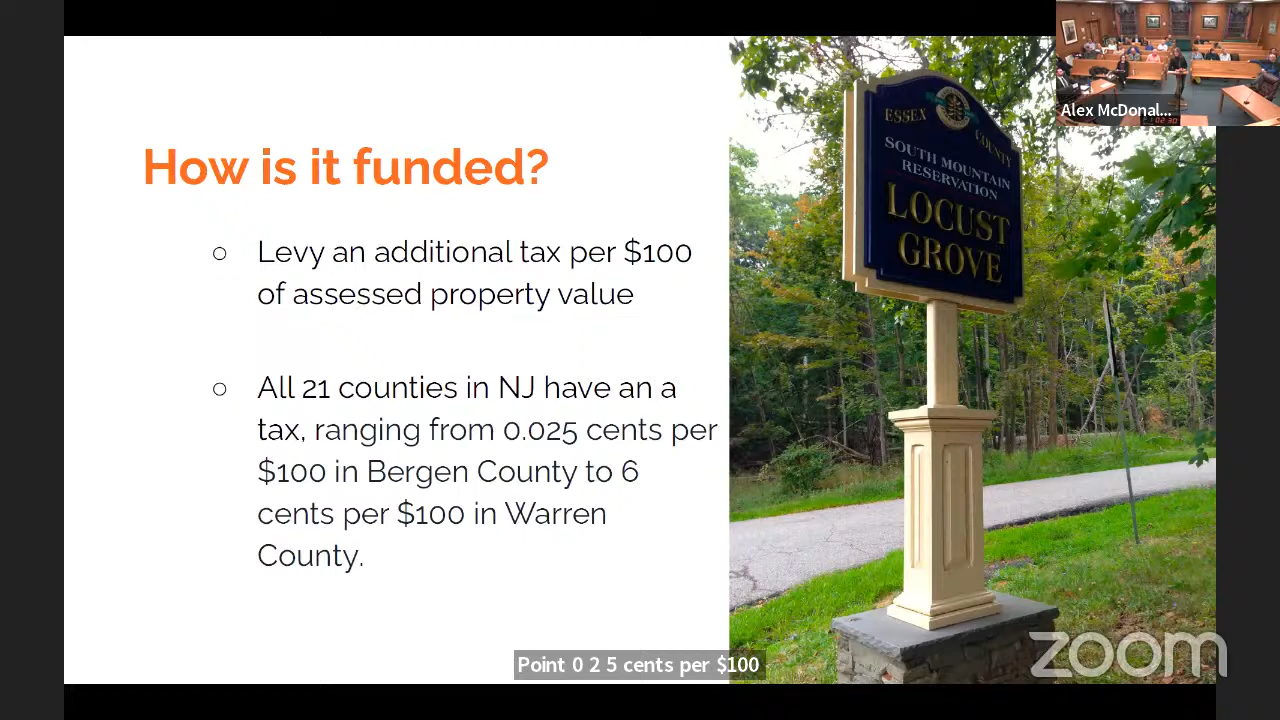 How is it funded?
○ Levy an additional tax per $100
of assessed property value
○ All 21 counties in NJ have an a
tax, ranging from 0.025 cents per
$100 in Bergen County to 6
cents per $100 in Warren
County.
ESSEX COUNTY
SOUTH MOUNTAIN
RESERVATION
LOCUST
GROVE
Alex McDonal...
Point 0 2 5 cents per $100
zoom